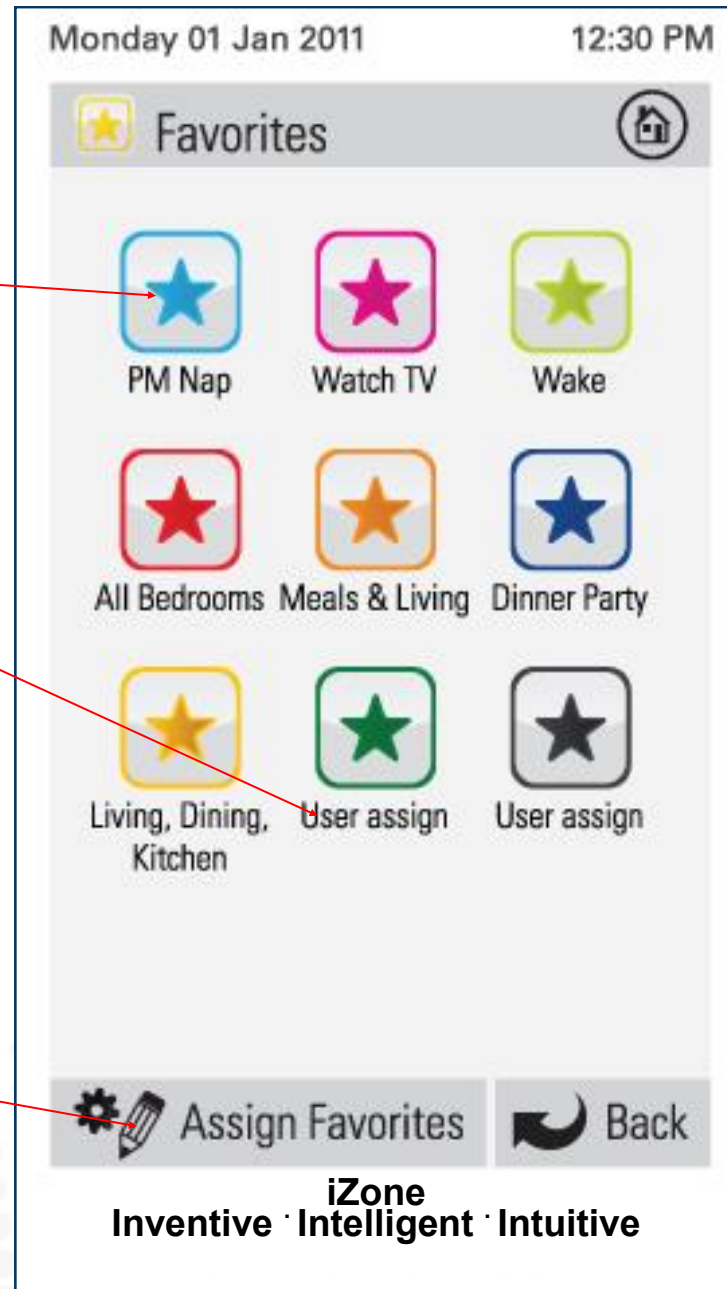 Monday 01 Jan 2011 12:30 PM
Favorites
PM Nap Watch TV Wake
All Bedrooms Meals & Living Dinner Party
Living, Dining, User assign User assign
Kitchen
Assign Favorites Back
iZone
Inventive · Intelligent · Intuitive